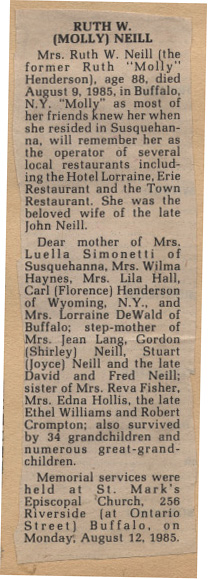 RUTH W.
(MOLLY) NEILL
Mrs. Ruth W. Neill (the
former Ruth "Molly"
Henderson), age 88, died
August 9, 1985, in Buffalo,
N.Y. "Molly" as most of
her friends knew her when
she resided in Susquehan-
na, will remember her as
the operator of several
local restaurants includ-
ing the Hotel Lorraine, Erie
Restaurant and the Town
Restaurant. She was the
beloved wife of the late
John Neill.
Dear mother of Mrs.
Luella Simonetti of
Susquehanna, Mrs. Wilma
Haynes, Mrs. Lila Hall,
Carl (Florence) Henderson
of Wyoming, N.Y., and
Mrs. Lorraine DeWald of
Buffalo; step-mother of
Mrs. Jean Lang, Gordon
(Shirley) Neill, Stuart
(Joyce) Neill and the late
David and Fred Neill;
sister of Mrs. Reva Fisher,
Mrs. Edna Hollis, the late
Ethel Williams and Robert
Crompton; also survived
by 34 grandchildren and
numerous great-grand-
children.
Memorial services were
held at St. Mark's
Episcopal Church, 256
Riverside (at Ontario
Street) Buffalo, on
Monday, August 12, 1985.